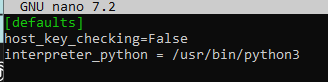 GNU nano 7.2
[defaults]
host_key_checking=False
interpreter_python = /usr/bin/python3